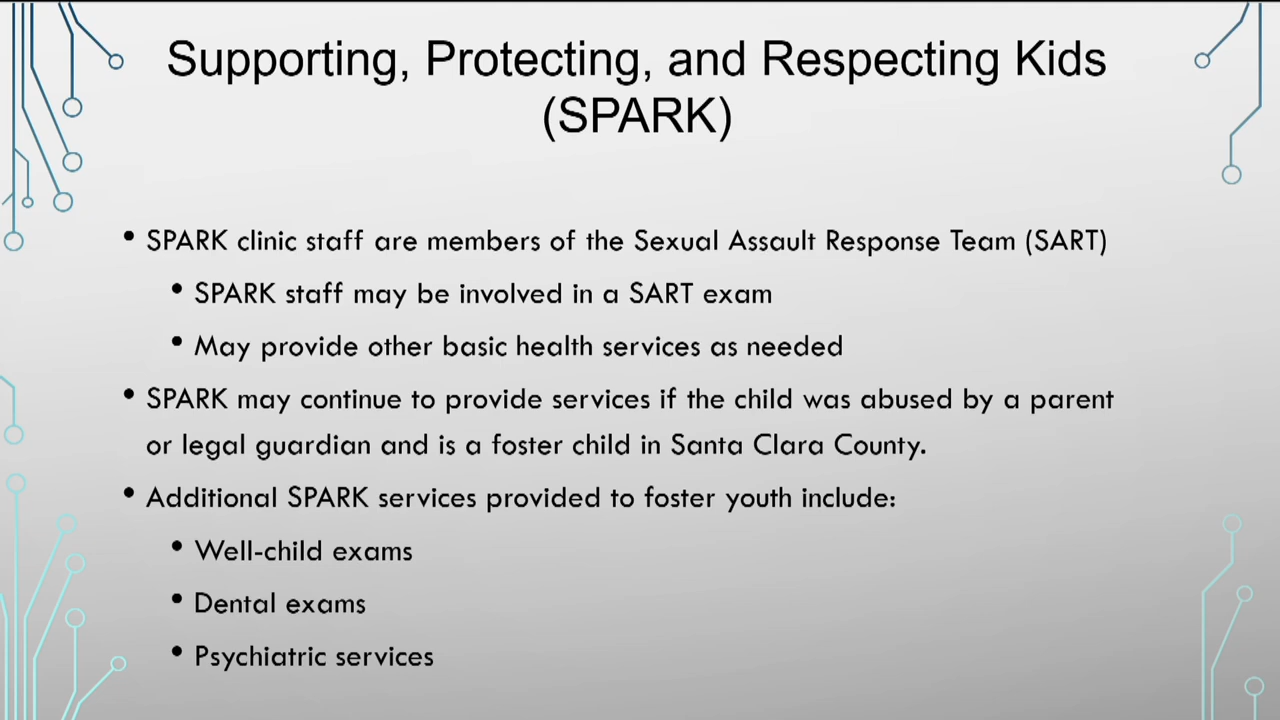 Supporting, Protecting, and Respecting Kids
(SPARK)
• SPARK clinic staff are members of the Sexual Assault Response Team (SART)
• SPARK staff may be involved in a SART exam
• May provide other basic health services as needed
• SPARK may continue to provide services if the child was abused by a parent
or legal guardian and is a foster child in Santa Clara County.
• Additional SPARK services provided to foster youth include:
• Well-child exams
• Dental exams
• Psychiatric services